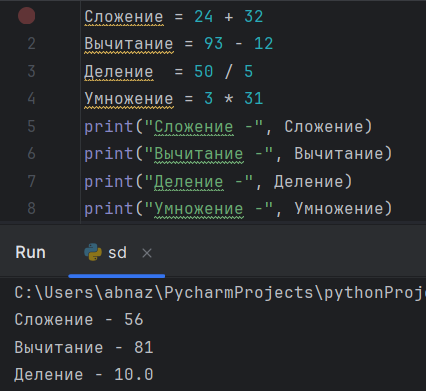 Сложение = 24 + 32
2 Вычитание = 93 - 12
3 Деление  = 50 / 5
4 Умножение = 3 * 31
5 print("Сложение -", Сложение)
6 print("Вычитание -", Вычитание)
7 print("Деление -", Деление)
8 print("Умножение -", Умножение)
Run sd
C:\Users\abnaz\PycharmProjects\pythonProj
Сложение - 56
Вычитание - 81
Деление - 10.0